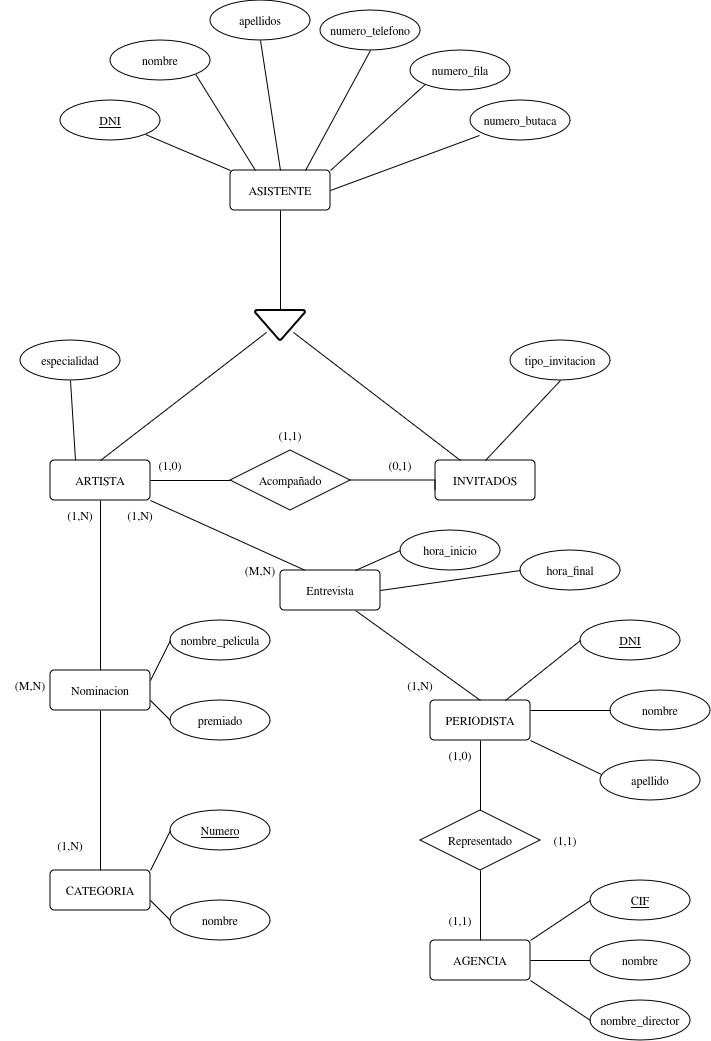 apellidos
numero_telefono
nombre
numero_fila
DNI
numero_butaca
ASISTENTE
especialidad
tipo_invitacion
(1,1)
(1,0)
(0,1)
ARTISTA
Acompañado
INVITADOS
(1,N)
(1,N)
hora_inicio
(M,N)
hora_final
Entrevista
nombre_pelicula
DNI
(M,N)
Nominacion
(1,N)
nombre
premiado
PERIODISTA
(1,0)
apellido
Numero
Representado
(1,1)
(1,N)
CATEGORIA
CIF
nombre
(1,1)
AGENCIA
nombre
nombre_director